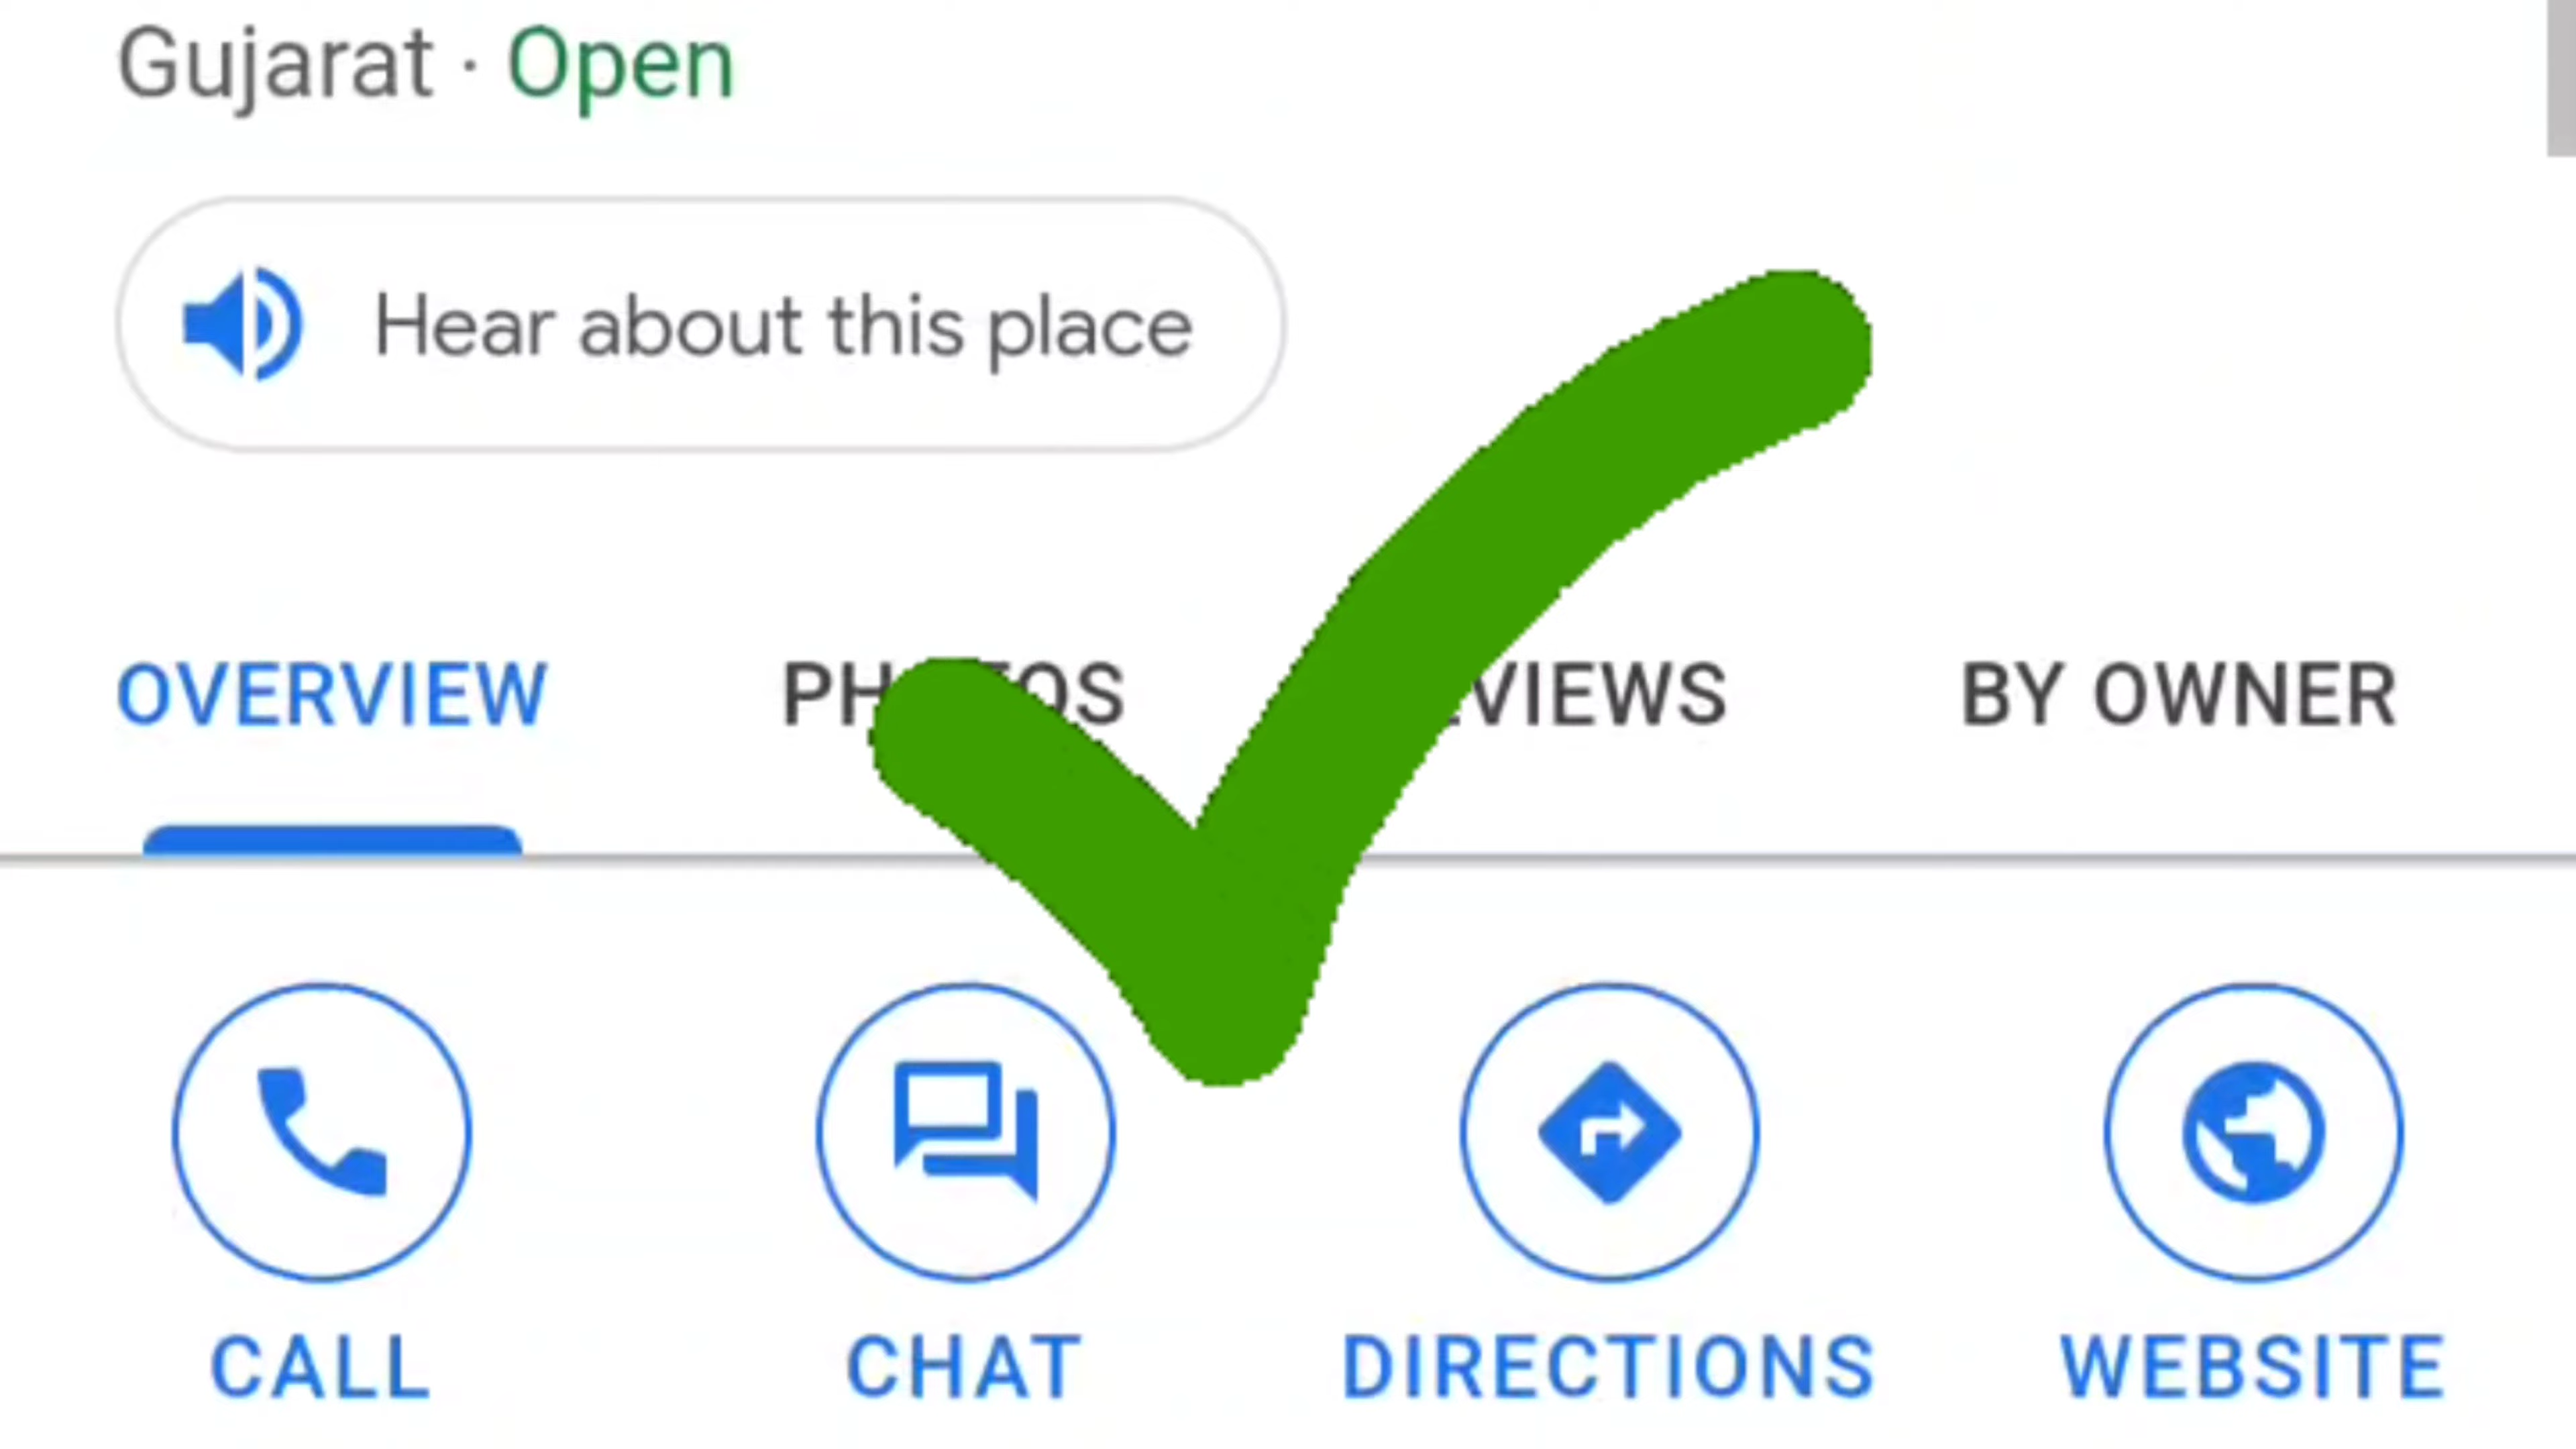 Gujarat · Open
Hear about this place
OVERVIEW BY OWNER
CALL CHAT DIRECTIONS WEBSITE